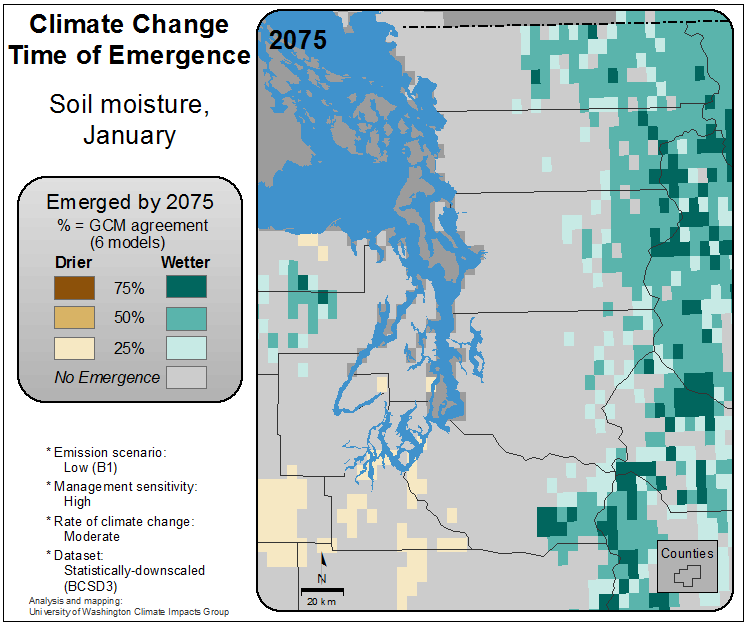 Climate Change
Time of Emergence
Soil moisture,
January
Emerged by 2075
% = GCM agreement
(6 models)
Drier Wetter
75%
50%
25%
No Emergence
* Emission scenario:
Low (B1)
* Management sensitivity:
High
* Rate of climate change:
Moderate
* Dataset:
Statistically-downscaled
(BCSD3)
Analysis and mapping:
University of Washington Climate Impacts Group
2075
N
20 km
Counties